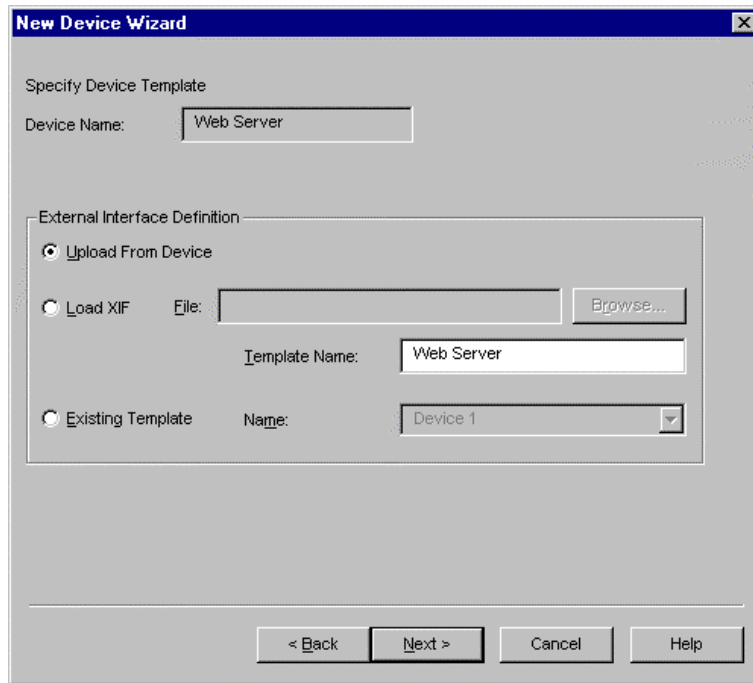 New Device Wizard
Specify Device Template
Device Name: Web Server
External Interface Definition
Upload From Device
Load XIF File: Browse...
Template Name: Web Server
Existing Template Name: Device 1
< Back Next > Cancel Help